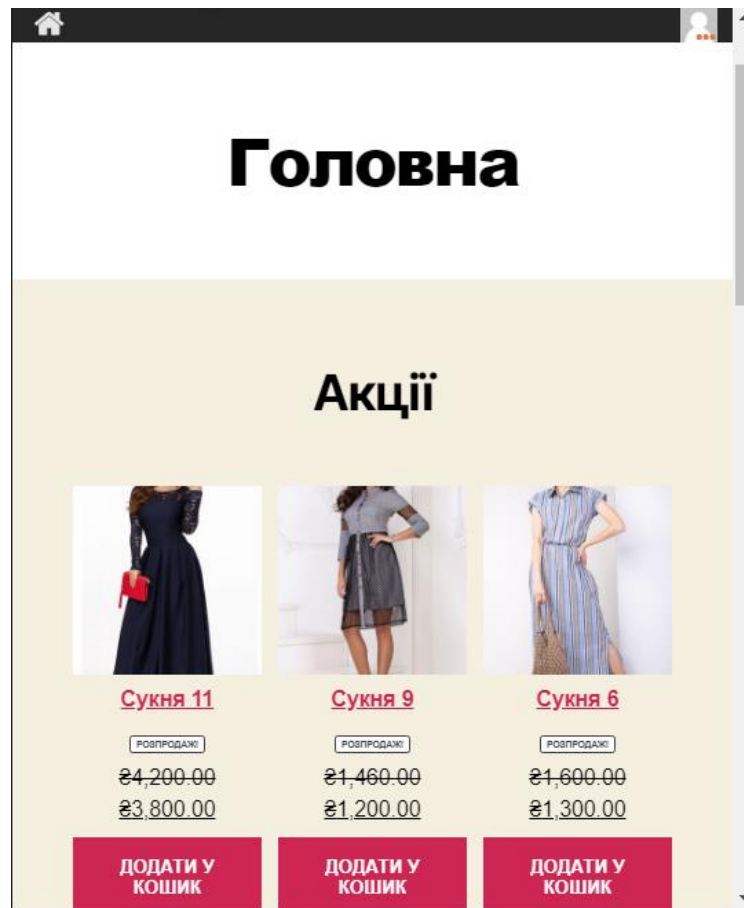 Головна
Акції
Сукня 11 Сукня 9 Сукня 6
РОЗПРОДАЖ! РОЗПРОДАЖ! РОЗПРОДАЖ!
₴4,200.00 ₴1,460.00 ₴1,600.00
₴3,800.00 ₴1,200.00 ₴1,300.00
ДОДАТИ У ДОДАТИ У ДОДАТИ У
КОШИК КОШИК КОШИК